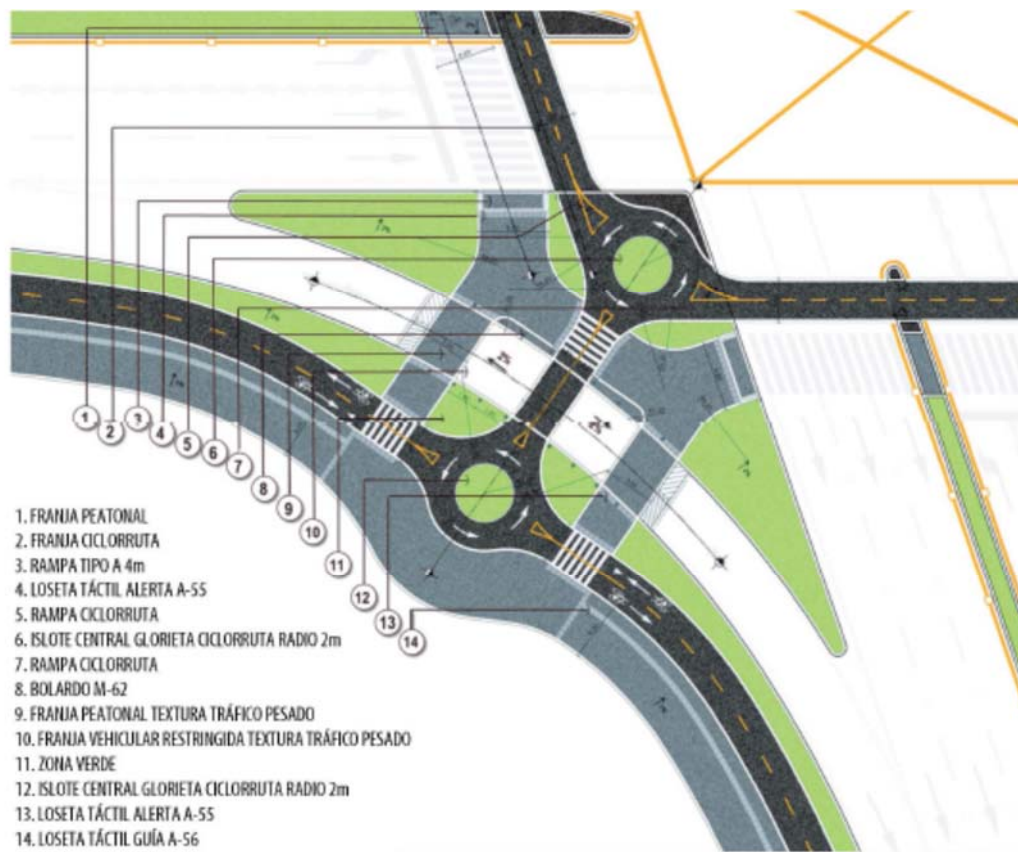 1
2
3
4
5
6
7
8
9
10
11
12
13
14
1. FRANJA PEATONAL
2. FRANJA CICLORRUTA
3. RAMPA TIPO A 4m
4. LOSETA TÁCTIL ALERTA A-55
5. RAMPA CICLORRUTA
6. ISLOTE CENTRAL GLORIETA CICLORRUTA RADIO 2m
7. RAMPA CICLORRUTA
8. BOLARDO M-62
9. FRANJA PEATONAL TEXTURA TRÁFICO PESADO
10. FRANJA VEHICULAR RESTRINGIDA TEXTURA TRÁFICO PESADO
11. ZONA VERDE
12. ISLOTE CENTRAL GLORIETA CICLORRUTA RADIO 2m
13. LOSETA TÁCTIL ALERTA A-55
14. LOSETA TÁCTIL GUÍA A-56